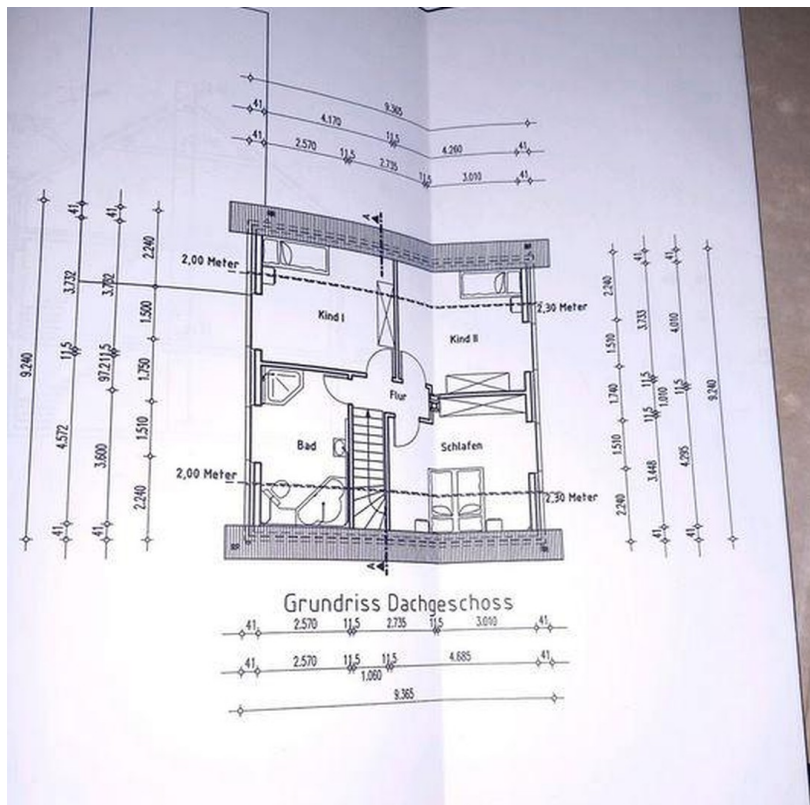 9.365
41 4.170 11,5 4.260 41
41 2.570 11,5 2.735 11,5 3.010 41
A
2,00 Meter
2,30 Meter
Kind I
Kind II
Flur
Bad
Schlafen
2,00 Meter
2,30 Meter
A
9.240
41 3.732 11,5 4.572 41
41 3.702 11,5 97.2 3.600 41
2.240 1.500 1.750 1.510 2.240
2.240 1.510 1.740 1.510 2.240
41 3.733 11,5 1.010 11,5 3.448 41
41 4.010 11,5 4.295 41
9.240
Grundriss Dachgeschoss
41 2.570 11,5 2.735 11,5 3.010 41
41 2.570 11,5 1.060 11,5 4.685 41
9.365